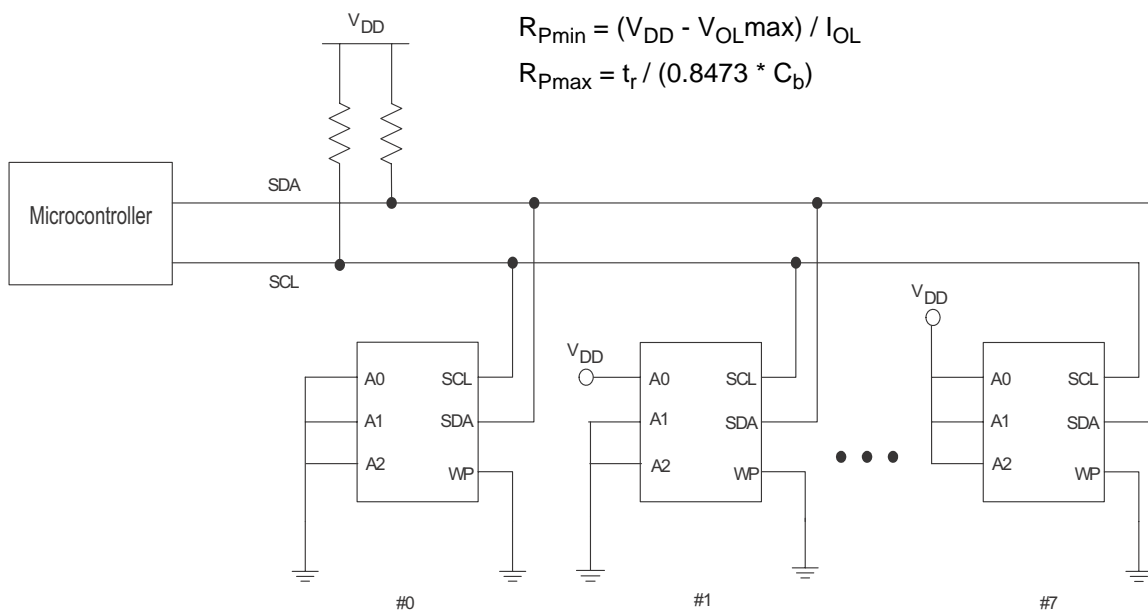 V_DD
R_Pmin = (V_DD - V_OLmax) / I_OL
R_Pmax = t_r / (0.8473 * C_b)
Microcontroller
SDA
SCL
V_DD
V_DD
A0
SCL
A1
SDA
A2
WP
A0
SCL
A1
SDA
A2
WP
A0
SCL
A1
SDA
A2
WP
#0
#1
#7